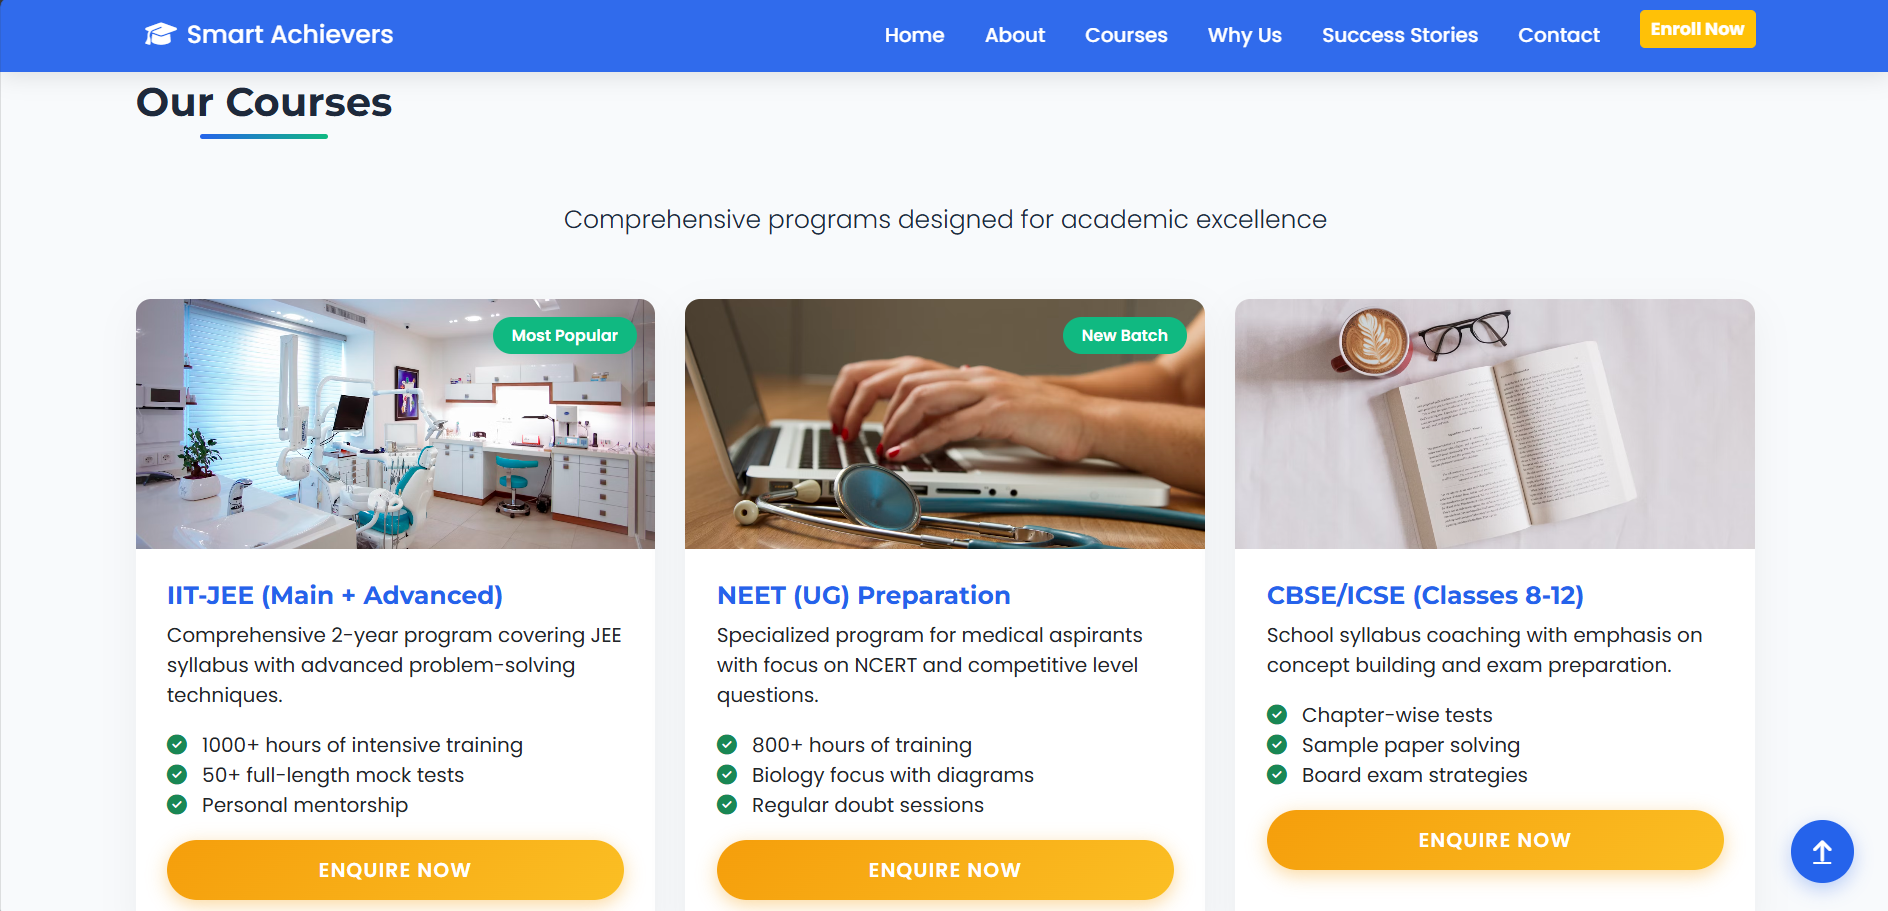 Smart Achievers
Home About Courses Why Us Success Stories Contact Enroll Now
Our Courses
Comprehensive programs designed for academic excellence
Most Popular
New Batch
IIT-JEE (Main + Advanced)
Comprehensive 2-year program covering JEE
syllabus with advanced problem-solving
techniques.
1000+ hours of intensive training
50+ full-length mock tests
Personal mentorship
ENQUIRE NOW
NEET (UG) Preparation
Specialized program for medical aspirants
with focus on NCERT and competitive level
questions.
800+ hours of training
Biology focus with diagrams
Regular doubt sessions
ENQUIRE NOW
CBSE/ICSE (Classes 8-12)
School syllabus coaching with emphasis on
concept building and exam preparation.
Chapter-wise tests
Sample paper solving
Board exam strategies
ENQUIRE NOW